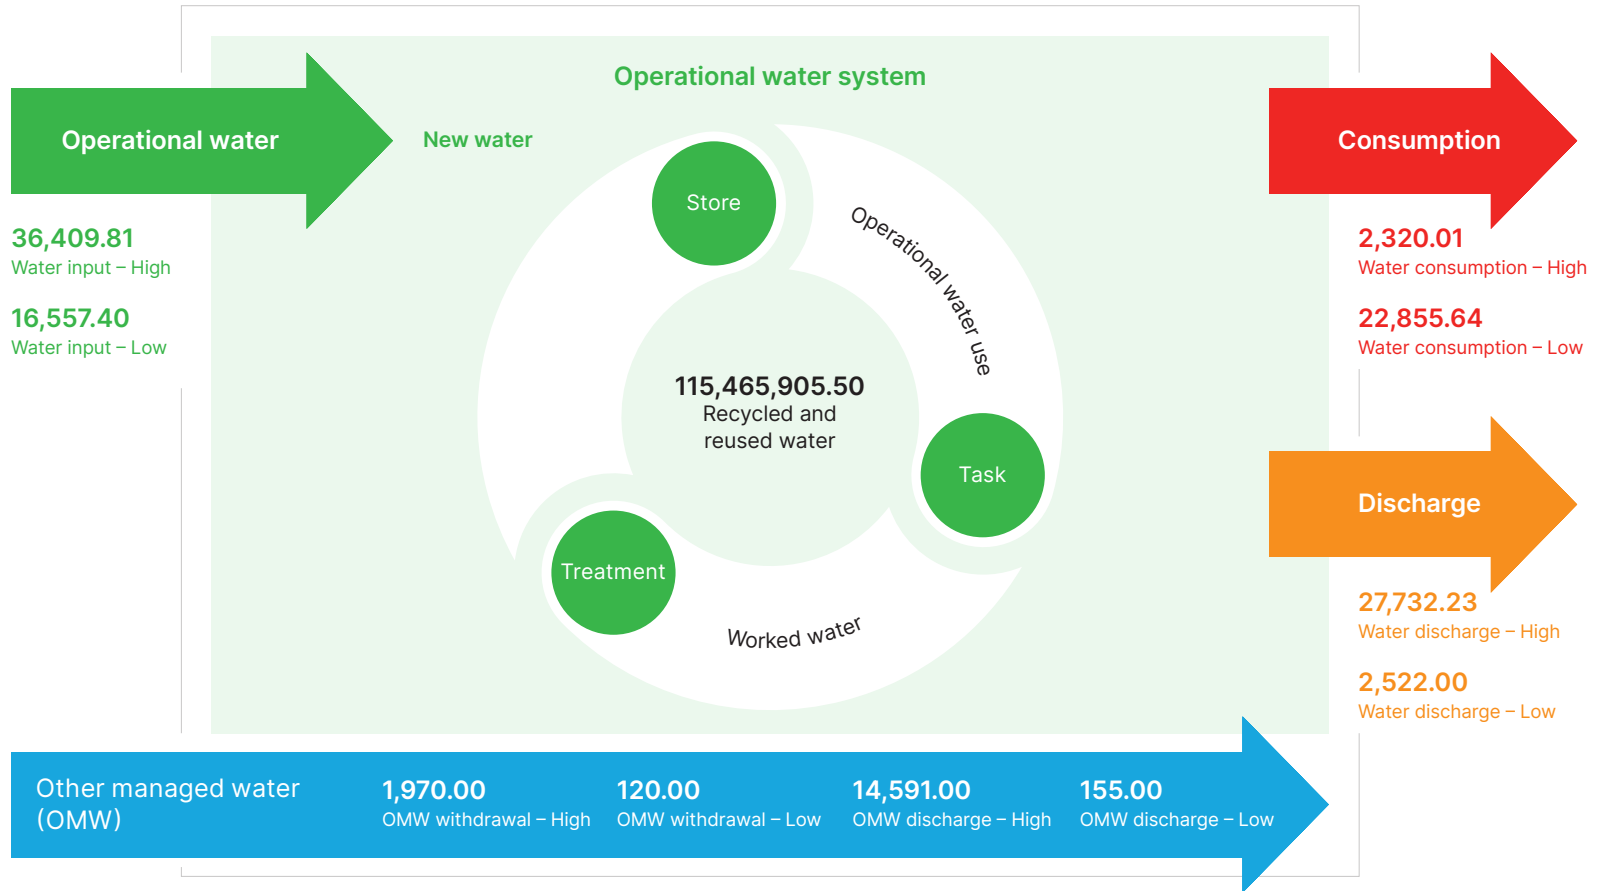 Operational water system
Operational water
New water
36,409.81
Water input – High
16,557.40
Water input – Low
Store
Operational water use
115,465,905.50
Recycled and
reused water
Task
Treatment
Worked water
Consumption
2,320.01
Water consumption – High
22,855.64
Water consumption – Low
Discharge
27,732.23
Water discharge – High
2,522.00
Water discharge – Low
Other managed water
(OMW)
1,970.00
OMW withdrawal – High
120.00
OMW withdrawal – Low
14,591.00
OMW discharge – High
155.00
OMW discharge – Low